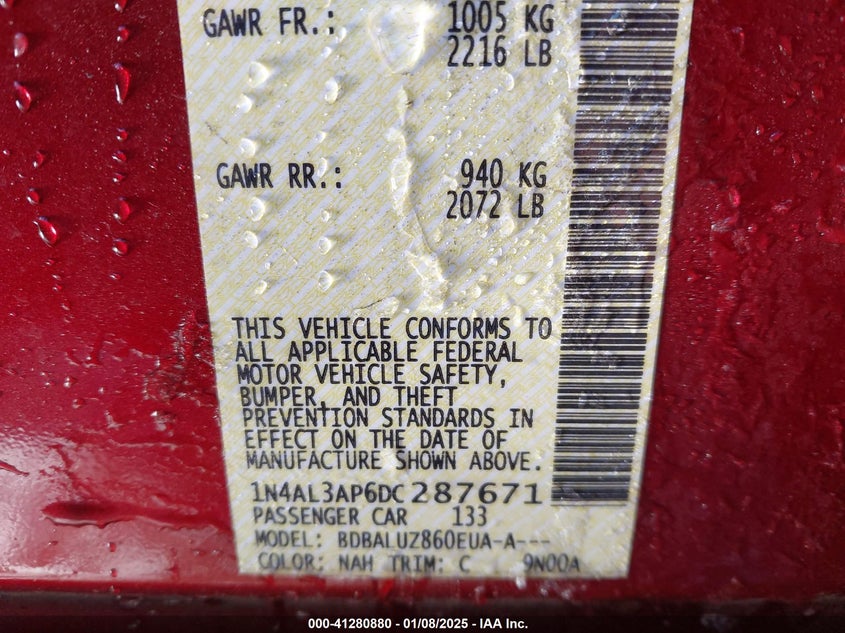 GAWR FR.: 1005 KG
2216 LB
GAWR RR.: 940 KG
2072 LB
THIS VEHICLE CONFORMS TO
ALL APPLICABLE FEDERAL
MOTOR VEHICLE SAFETY,
BUMPER, AND THEFT
PREVENTION STANDARDS IN
EFFECT ON THE DATE OF
MANUFACTURE SHOWN ABOVE.
1N4AL3AP6DC287671
PASSENGER CAR 133
MODEL: BDBALUZ860EUA-A---
COLOR: NAH TRIM: C 9N00A
000-41280880 - 01/08/2025 - IAA Inc.